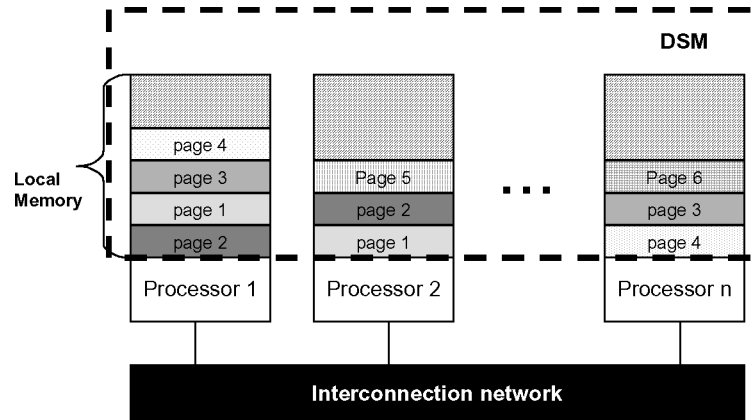 DSM
Local
Memory
page 4
page 3
page 1
page 2
Processor 1
Page 5
page 2
page 1
Processor 2
...
Page 6
page 3
page 4
Processor n
Interconnection network